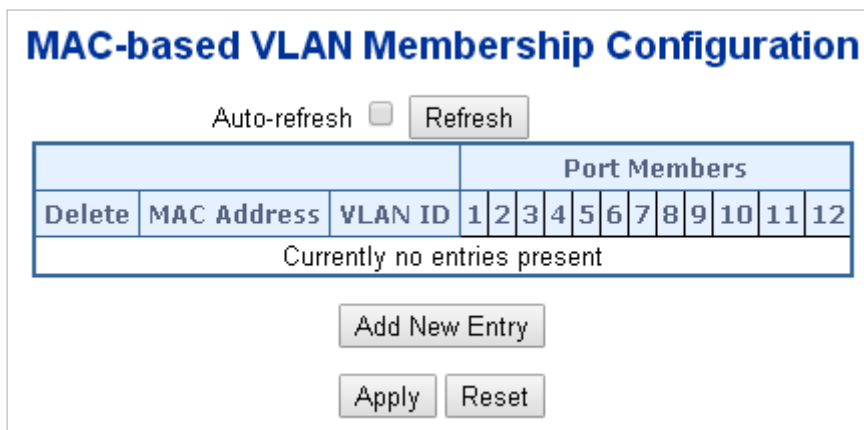 MAC-based VLAN Membership Configuration
Auto-refresh Refresh
Port Members
Delete MAC Address VLAN ID 1 2 3 4 5 6 7 8 9 10 11 12
Currently no entries present
Add New Entry
Apply Reset